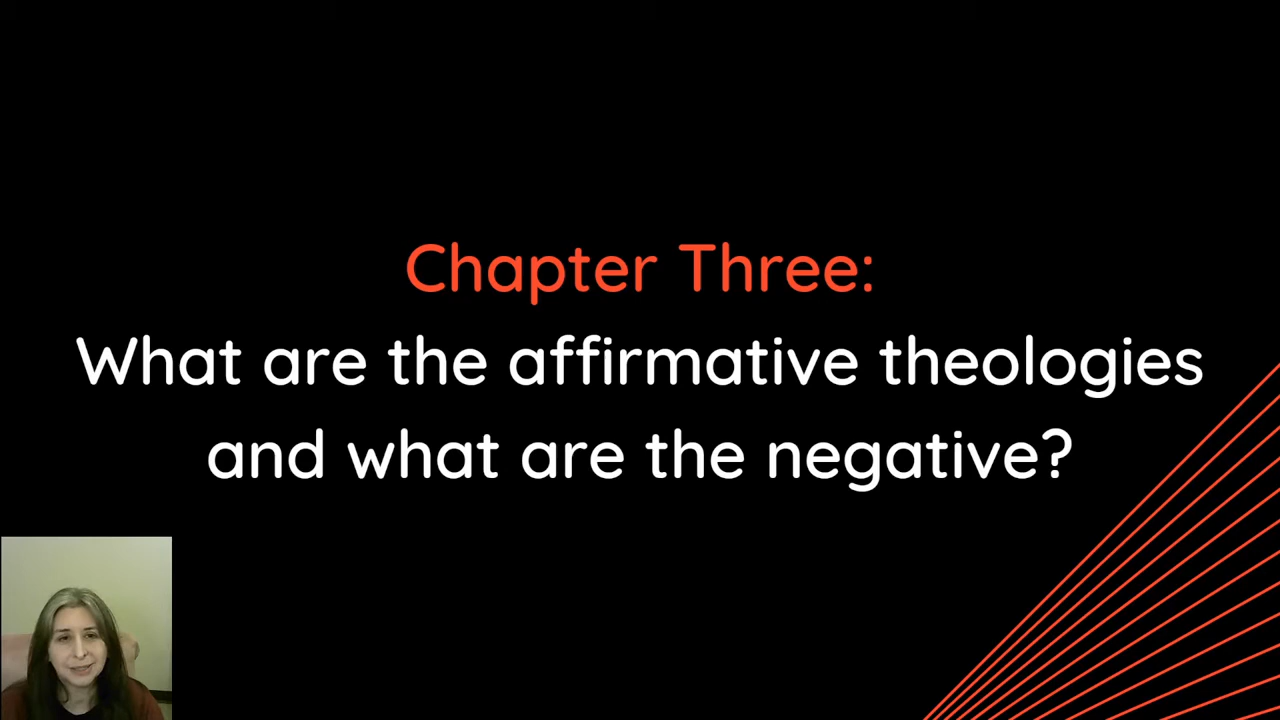 Chapter Three:
What are the affirmative theologies
and what are the negative?